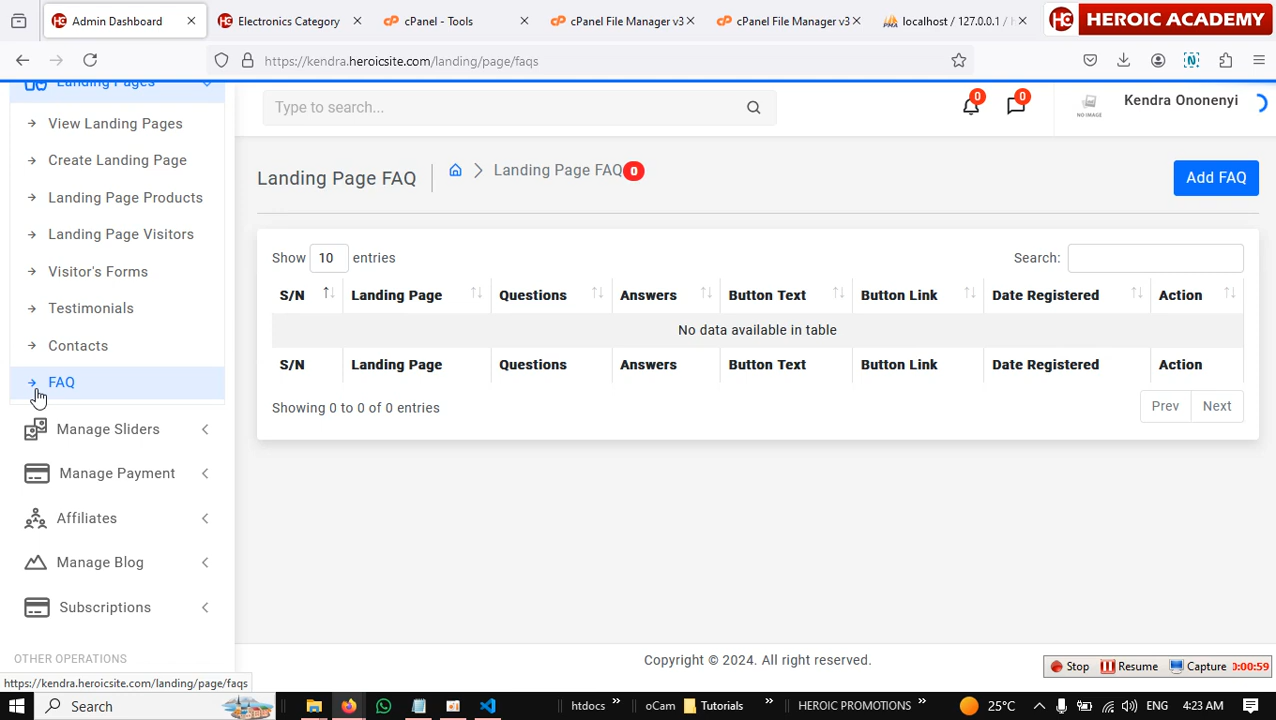 Admin Dashboard
Electronics Category
cPanel - Tools
cPanel File Manager v3
cPanel File Manager v3
localhost / 127.0.0.1 / h
HEROIC ACADEMY
https://kendra.heroicsite.com/landing/page/faqs
Landing Pages
Type to search...
0
0
NO IMAGE
Kendra Ononenyi
View Landing Pages
Create Landing Page
Landing Page Products
Landing Page Visitors
Visitor's Forms
Testimonials
Contacts
FAQ
Manage Sliders
Manage Payment
Affiliates
Manage Blog
Subscriptions
OTHER OPERATIONS
Landing Page FAQ
Landing Page FAQ 0
Add FAQ
Show 10 entries
Search:
S/N Landing Page Questions Answers Button Text Button Link Date Registered Action
No data available in table
S/N Landing Page Questions Answers Button Text Button Link Date Registered Action
Showing 0 to 0 of 0 entries
Prev Next
Copyright © 2024. All right reserved.
Stop Resume Capture 0:00:59
https://kendra.heroicsite.com/landing/page/faqs
Search
htdocs
oCam
Tutorials
HEROIC PROMOTIONS
25°C
ENG
4:23 AM